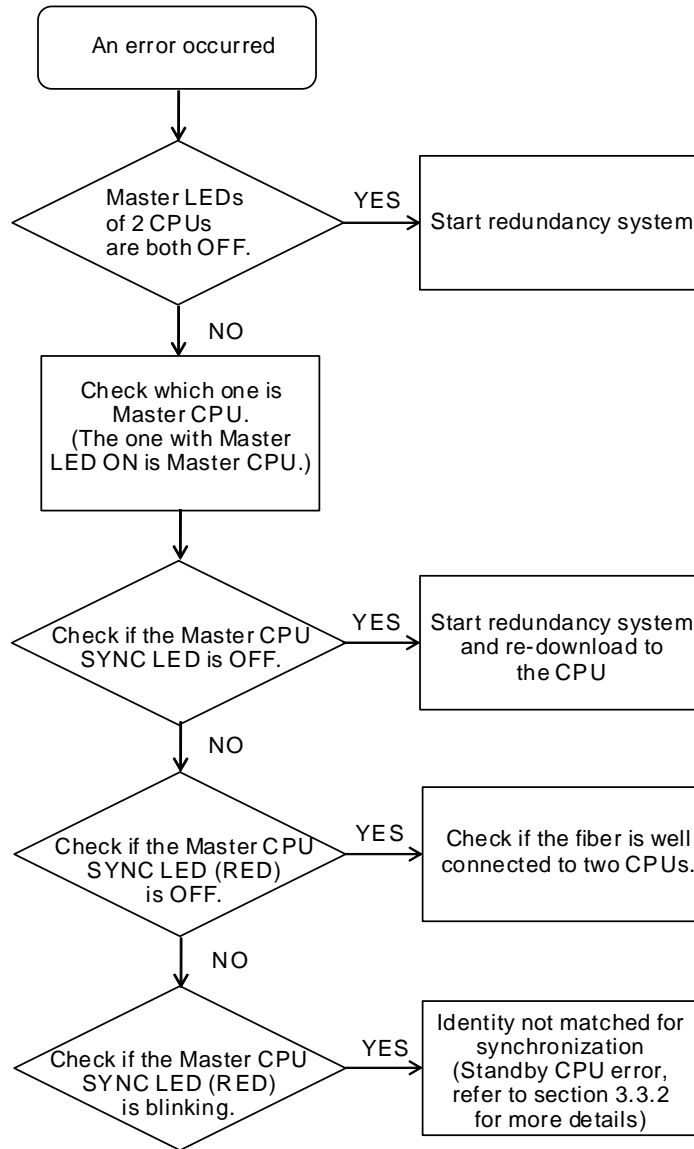 An error occurred
Master LEDs
of 2 CPUs
are both OFF.
YES
Start redundancy system
NO
Check which one is
Master CPU.
(The one with Master
LED ON is Master CPU.)
Check if the Master CPU
SYNC LED is OFF.
YES
Start redundancy system
and re-download to
the CPU
NO
Check if the Master CPU
SYNC LED (RED)
is OFF.
YES
Check if the fiber is well
connected to two CPUs.
NO
Check if the Master CPU
SYNC LED (RED)
is blinking.
YES
Identity not matched for
synchronization
(Standby CPU error,
refer to section 3.3.2
for more details)